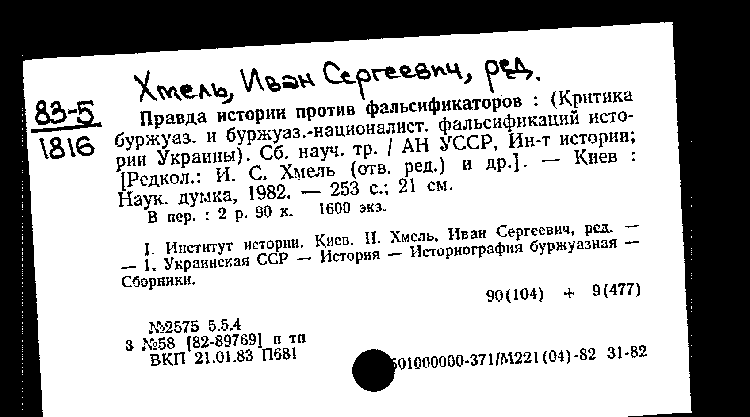 Хмель, Иван Сергеевич, ред.
83-5
1816
Правда истории против фальсификаторов : (Критика
буржуаз. и буржуаз.-националист. фальсификаций исто-
рии Украины). Сб. науч. тр. / АН УССР, Ин-т истории;
[Редкол.: И. С. Хмель (отв. ред.) и др.]. — Киев :
Наук. думка, 1982. — 253 с.; 21 см.
В пер. : 2 р. 90 к. 1600 экз.
I. Институт истории. Киев. II. Хмель, Иван Сергеевич, ред. —
— 1. Украинская ССР — История — Историография буржуазная —
Сборники.
90(104) + 9(477)
№2575 5.5.4
3 №58 [82-89769] п тп
ВКП 21.01.83 П681
501000000-371/М221(04)-82 31-82